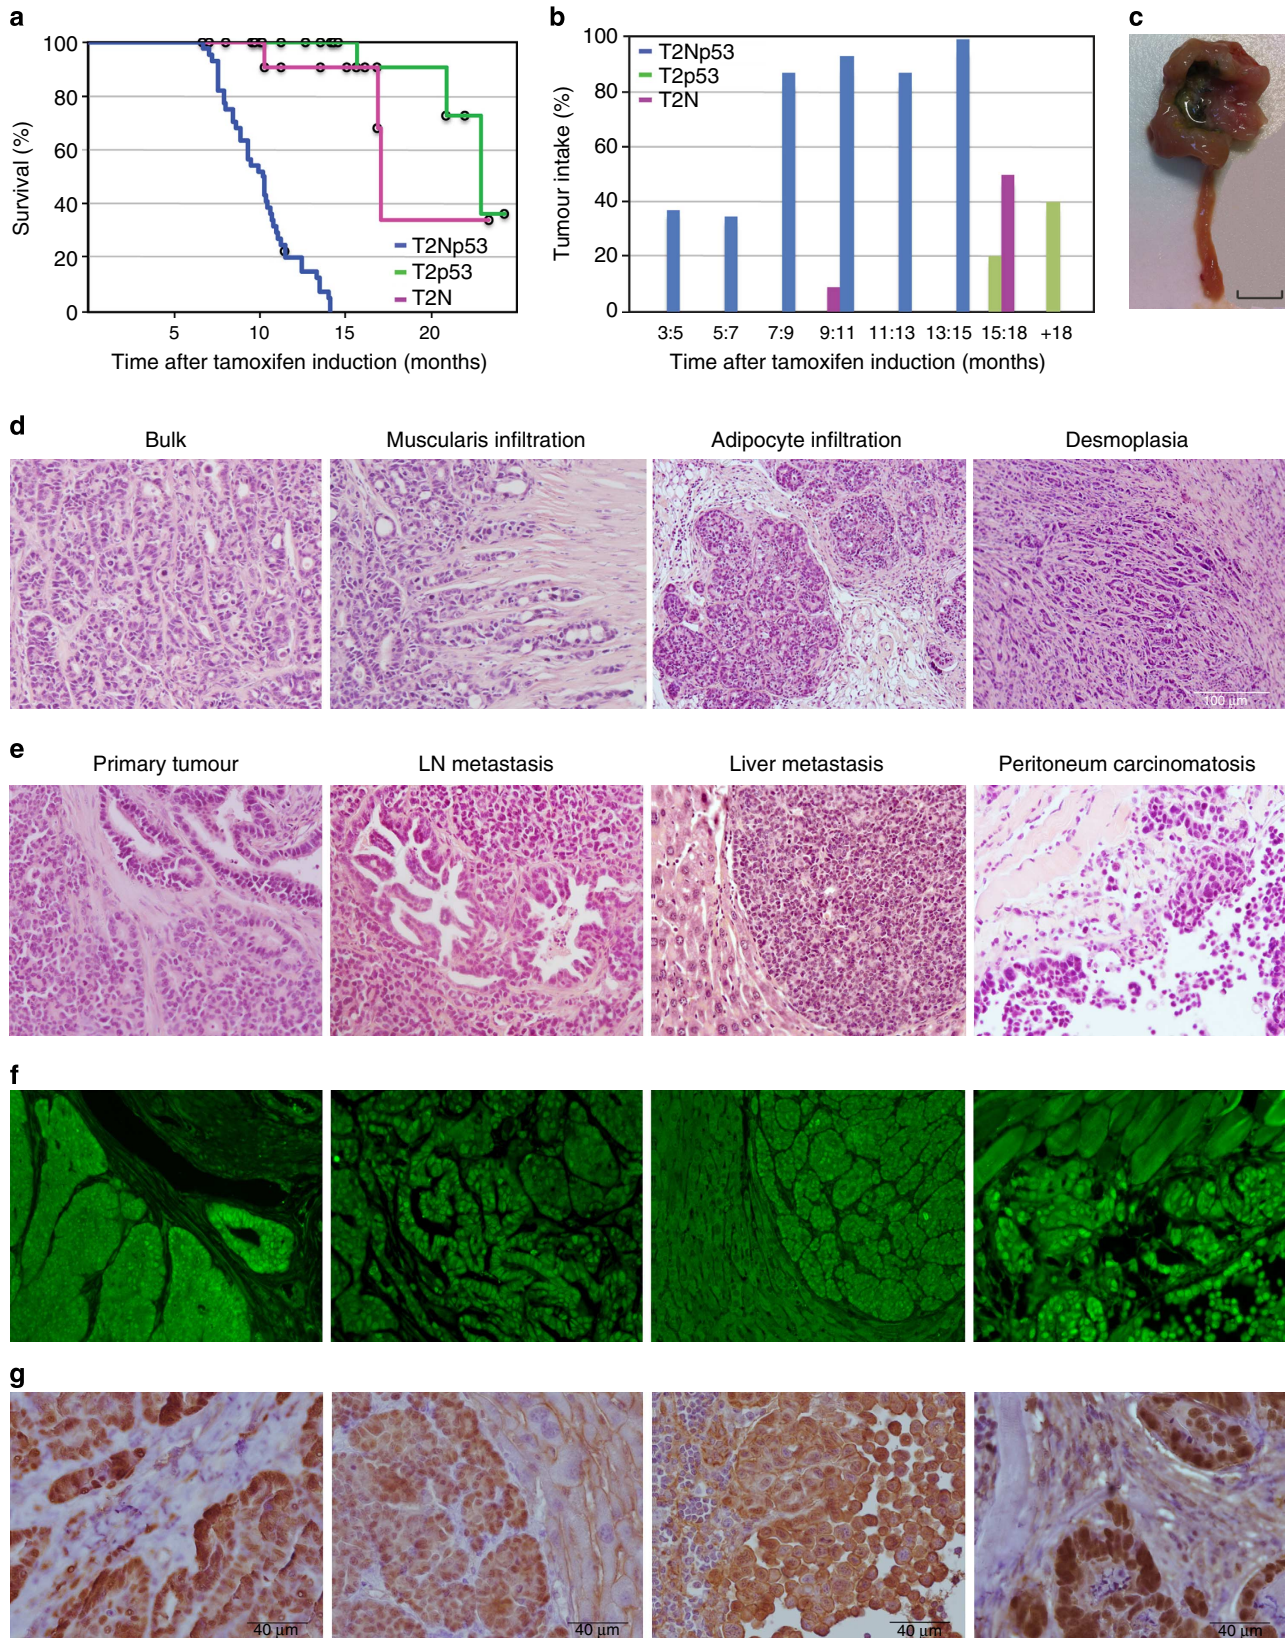 a
100
80
60
40
20
0
Survival (%)
5 10 15 20
Time after tamoxifen induction (months)
T2Np53
T2p53
T2N
b
100
80
60
40
20
0
Tumour intake (%)
T2Np53
T2p53
T2N
3:5 5:7 7:9 9:11 11:13 13:15 15:18 +18
Time after tamoxifen induction (months)
c
d
Bulk Muscularis infiltration Adipocyte infiltration Desmoplasia
100 µm
e
Primary tumour LN metastasis Liver metastasis Peritoneum carcinomatosis
f
g
40 µm 40 µm 40 µm 40 µm